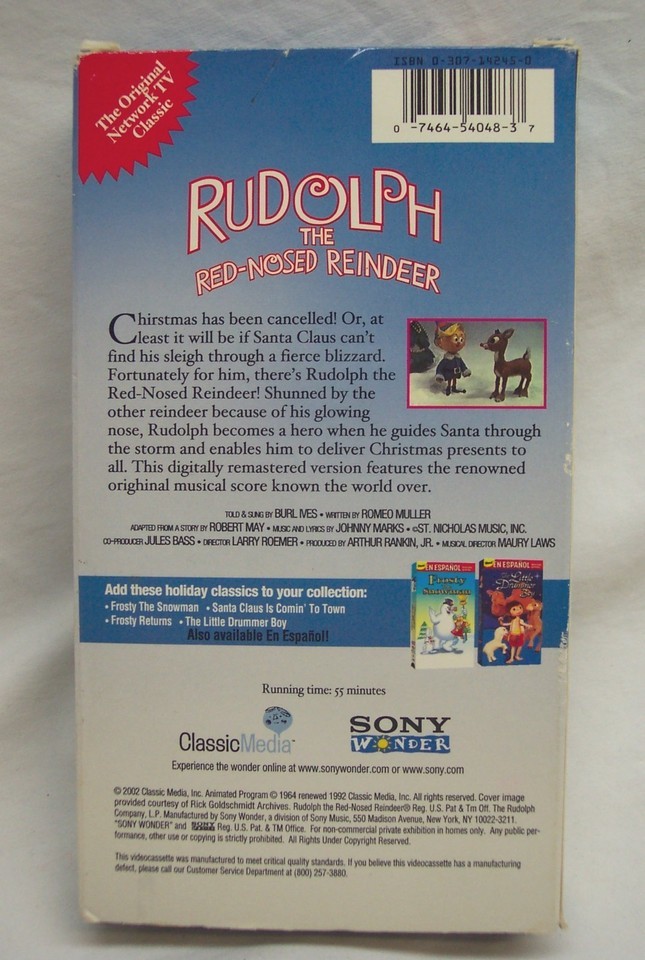 The Original
Network TV
Classic
ISBN 0-307-14245-0
0 -7464-54048-3 7
RUDOLPH
THE
RED-NOSED REINDEER
Chirstmas has been cancelled! Or, at
least it will be if Santa Claus can't
find his sleigh through a fierce blizzard.
Fortunately for him, there's Rudolph the
Red-Nosed Reindeer! Shunned by the
other reindeer because of his glowing
nose, Rudolph becomes a hero when he guides Santa through
the storm and enables him to deliver Christmas presents to
all. This digitally remastered version features the renowned
orighinal musical score known the world over.
TOLD & SUNG BY BURL IVES • WRITTEN BY ROMEO MULLER
ADAPTED FROM A STORY BY ROBERT MAY • MUSIC AND LYRICS BY JOHNNY MARKS • ©ST. NICHOLAS MUSIC, INC.
CO-PRODUCER JULES BASS • DIRECTOR LARRY ROEMER • PRODUCED BY ARTHUR RANKIN, JR. • MUSICAL DIRECTOR MAURY LAWS
Add these holiday classics to your collection:
• Frosty The Snowman • Santa Claus Is Comin' To Town
• Frosty Returns • The Little Drummer Boy
Also available En Español!
EN ESPAÑOL
Frosty
Snowman
EN ESPAÑOL
Little
Drummer
Boy
Running time: 55 minutes
ClassicMedia™
SONY
WONDER
Experience the wonder online at www.sonywonder.com or www.sony.com
© 2002 Classic Media, Inc. Animated Program © 1964 renewed 1992 Classic Media, Inc. All rights reserved. Cover image
provided courtesy of Rick Goldschmidt Archives. Rudolph the Red-Nosed Reindeer® Reg. U.S. Pat & Tm Off. The Rudolph
Company, L.P. Manufactured by Sony Wonder, a division of Sony Music, 550 Madison Avenue, New York, NY 10022-3211.
"SONY WONDER" and SONY WONDER Reg. U.S. Pat. & TM Office. For non-commercial private exhibition in homes only. Any public per-
formance, other use or copying is strictly prohibited. All Rights Under Copyright Reserved.
This videocassette was manufactured to meet critical quality standards. If you believe this videocassette has a manufacturing
defect, please call our Customer Service Department at (800) 257-3880.